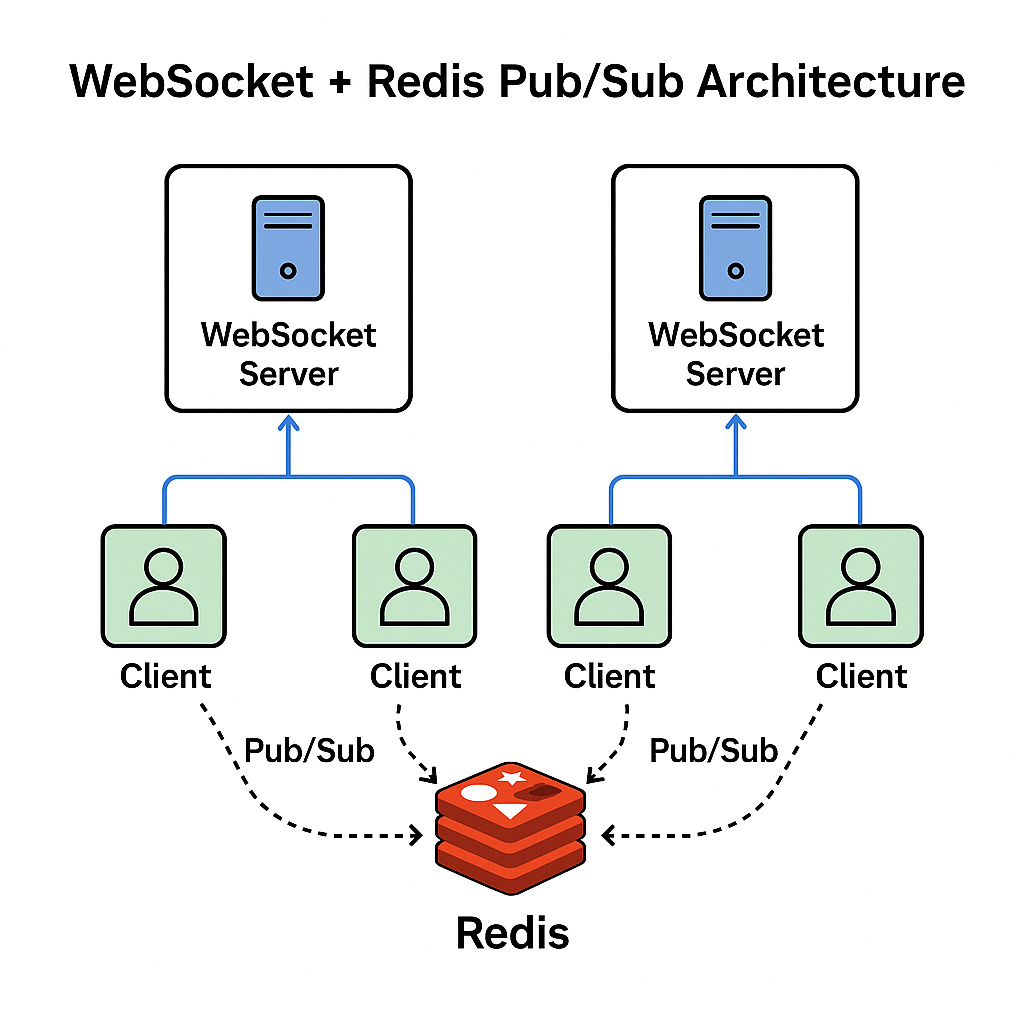 WebSocket + Redis Pub/Sub Architecture
WebSocket
Server
WebSocket
Server
Client
Client
Client
Client
Pub/Sub
Pub/Sub
Redis